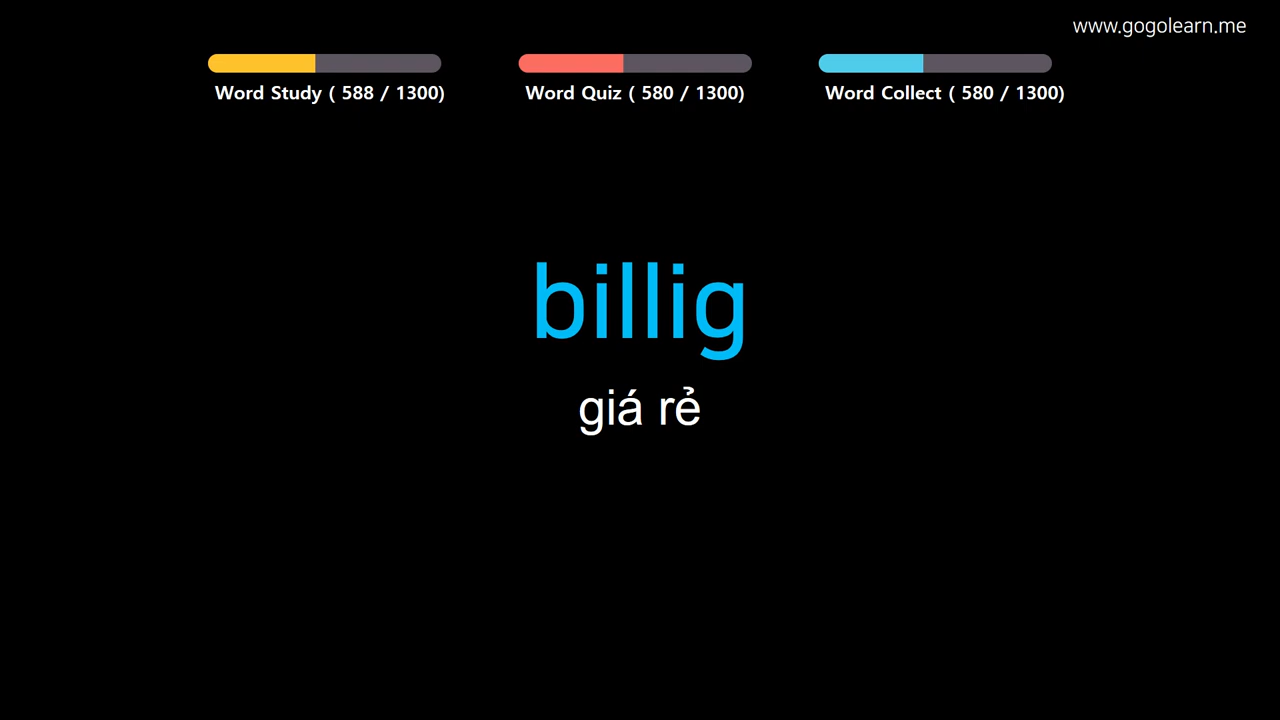 www.gogolearn.me
Word Study ( 588 / 1300)
Word Quiz ( 580 / 1300)
Word Collect ( 580 / 1300)
billig
giá rẻ